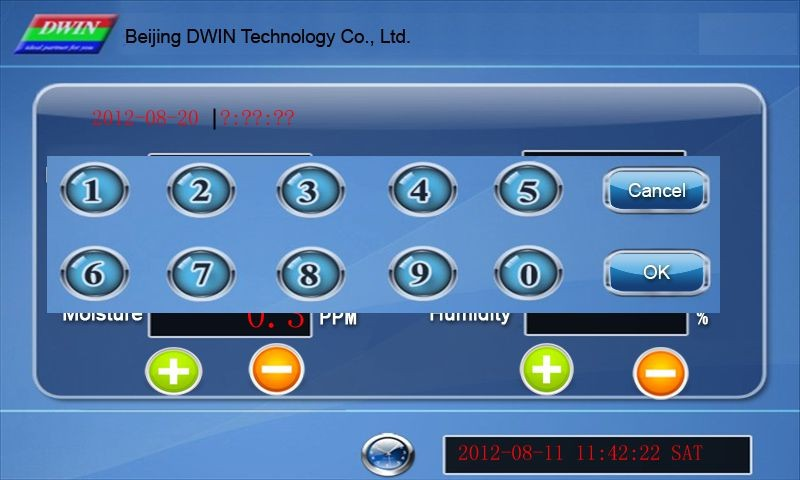 DWIN
ideal partner for you
Beijing DWIN Technology Co., Ltd.
2012-08-20 |?:??:??
1 2 3 4 5 Cancel
6 7 8 9 0 OK
Moisture 0.3 PPM Humidity %
+ - + -
2012-08-11 11:42:22 SAT